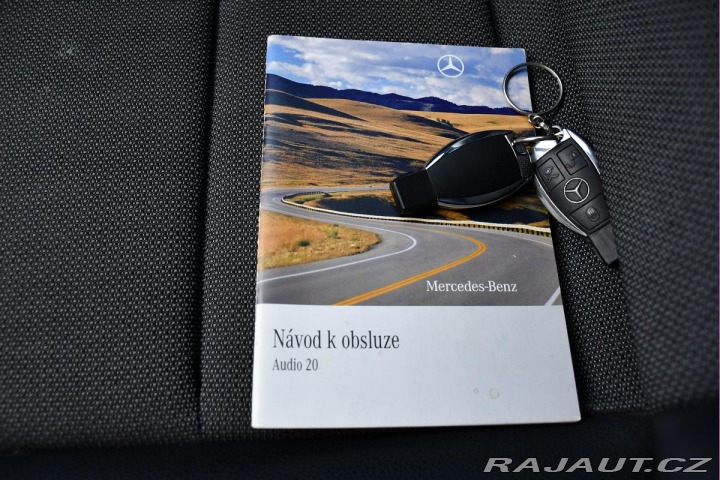 Mercedes-Benz
Návod k obsluze
Audio 20
RAJAUT.CZ